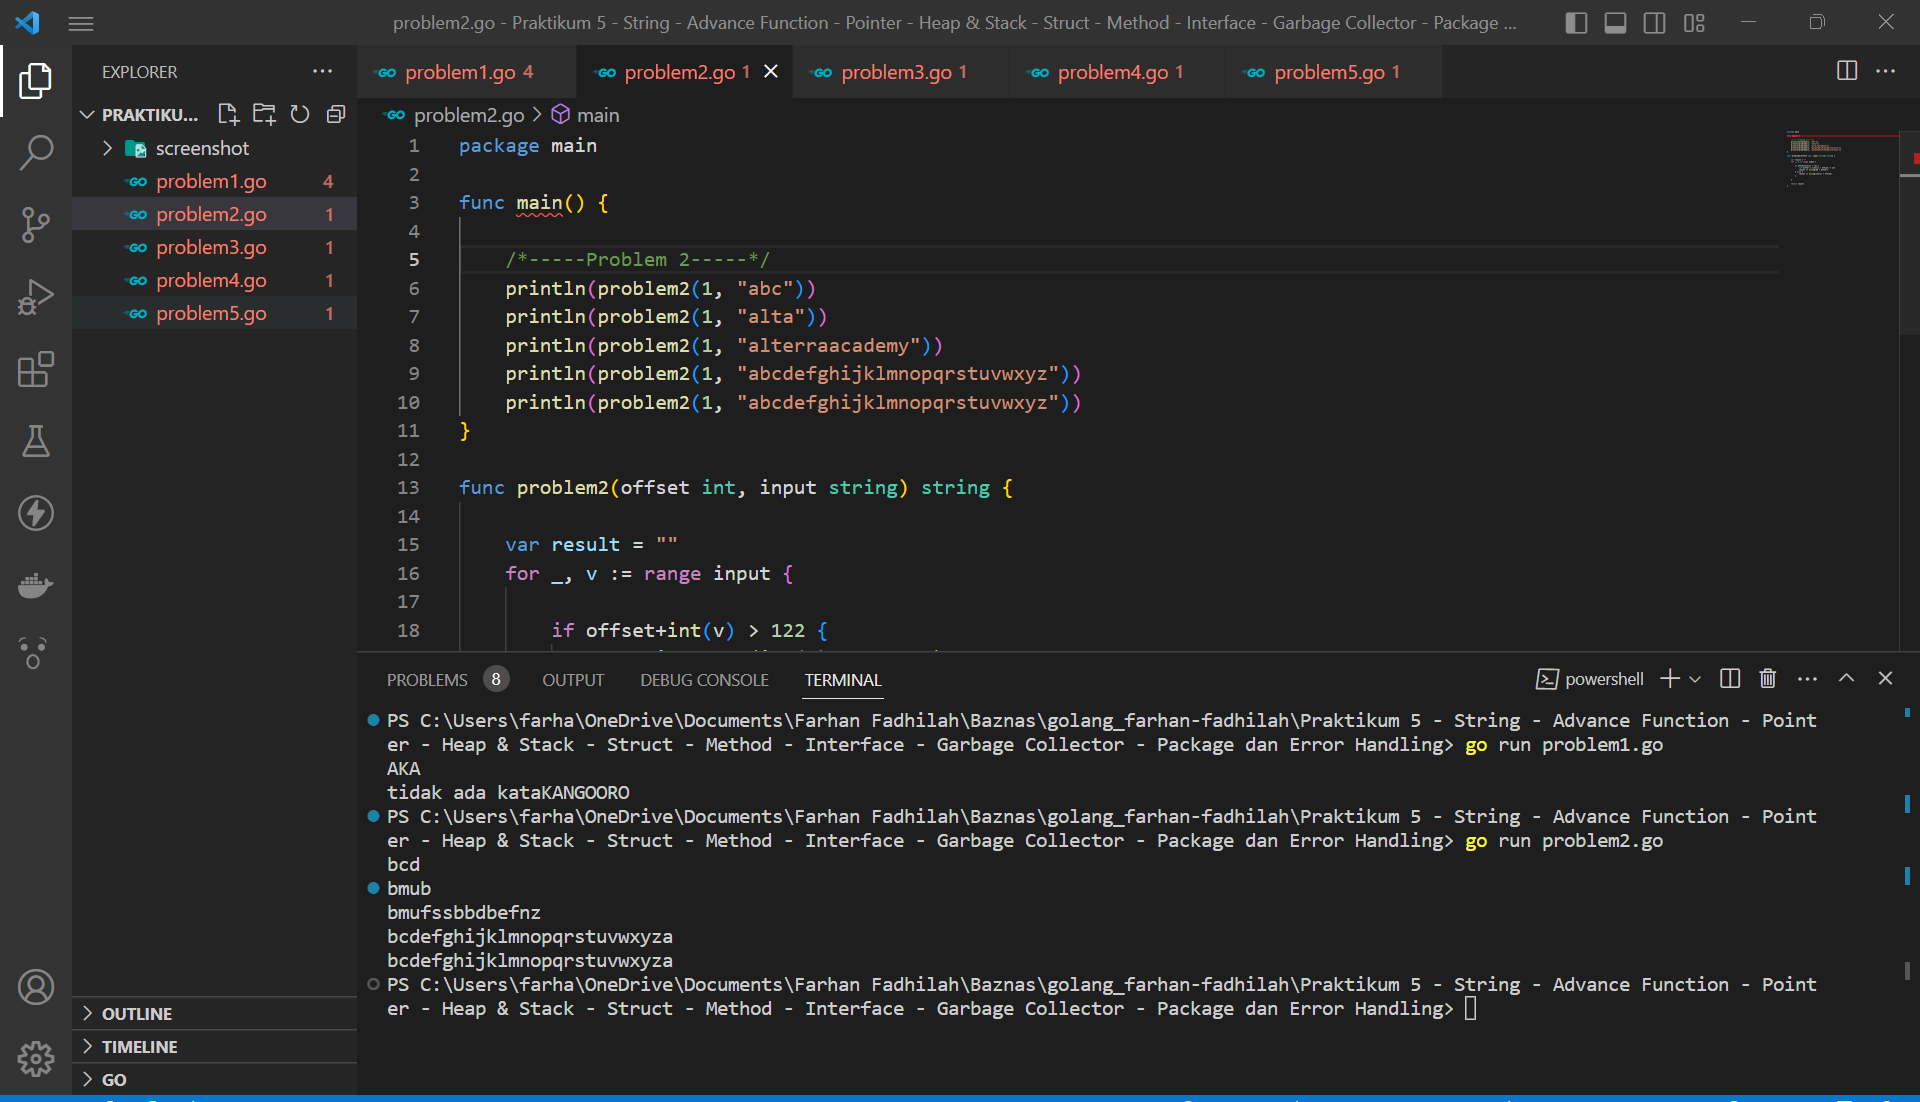 problem2.go - Praktikum 5 - String - Advance Function - Pointer - Heap & Stack - Struct - Method - Interface - Garbage Collector - Package ...
EXPLORER
PRAKTIKU...
screenshot
problem1.go 4
problem2.go 1
problem3.go 1
problem4.go 1
problem5.go 1
OUTLINE
TIMELINE
GO
problem1.go 4
problem2.go 1
problem3.go 1
problem4.go 1
problem5.go 1
problem2.go > main
1 package main
2
3 func main() {
4
5 /*-----Problem 2-----*/
6 println(problem2(1, "abc"))
7 println(problem2(1, "alta"))
8 println(problem2(1, "alterraacademy"))
9 println(problem2(1, "abcdefghijklmnopqrstuvwxyz"))
10 println(problem2(1, "abcdefghijklmnopqrstuvwxyz"))
11 }
12
13 func problem2(offset int, input string) string {
14
15 var result = ""
16 for _, v := range input {
17
18 if offset+int(v) > 122 {
PROBLEMS 8 OUTPUT DEBUG CONSOLE TERMINAL
powershell
PS C:\Users\farha\OneDrive\Documents\Farhan Fadhilah\Baznas\golang_farhan-fadhilah\Praktikum 5 - String - Advance Function - Point
er - Heap & Stack - Struct - Method - Interface - Garbage Collector - Package dan Error Handling> go run problem1.go
AKA
tidak ada kataKANGOORO
PS C:\Users\farha\OneDrive\Documents\Farhan Fadhilah\Baznas\golang_farhan-fadhilah\Praktikum 5 - String - Advance Function - Point
er - Heap & Stack - Struct - Method - Interface - Garbage Collector - Package dan Error Handling> go run problem2.go
bcd
bmub
bmufssbbdbefnz
bcdefghijklmnopqrstuvwxyza
bcdefghijklmnopqrstuvwxyza
PS C:\Users\farha\OneDrive\Documents\Farhan Fadhilah\Baznas\golang_farhan-fadhilah\Praktikum 5 - String - Advance Function - Point
er - Heap & Stack - Struct - Method - Interface - Garbage Collector - Package dan Error Handling>